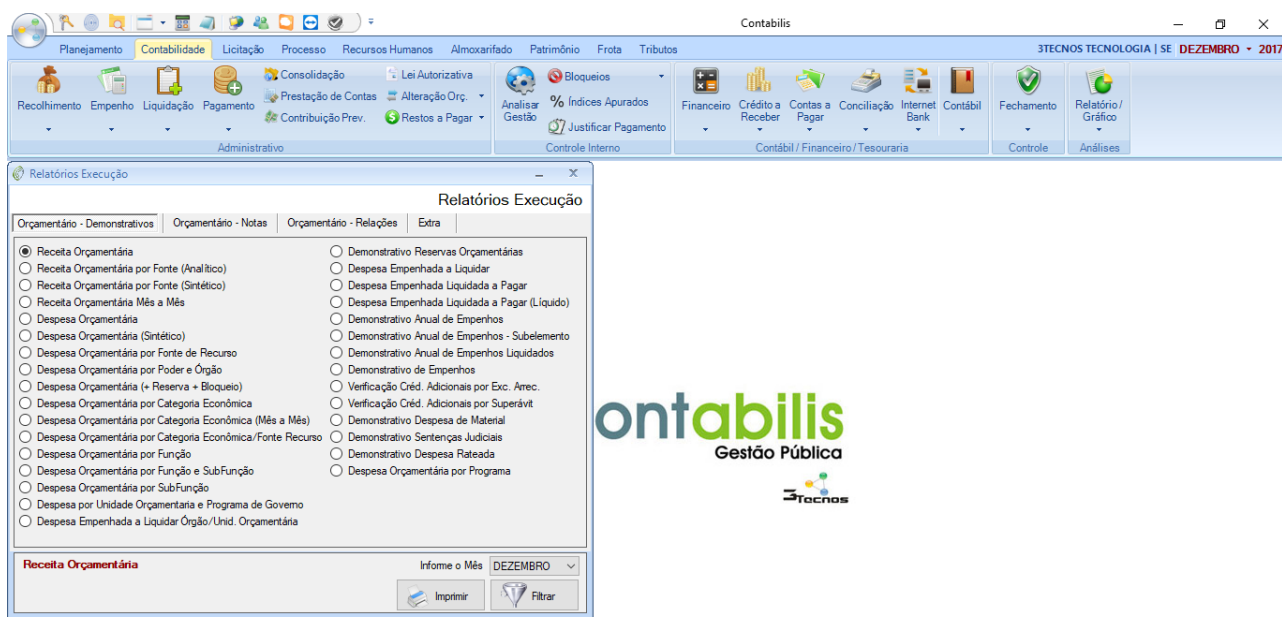 Contabilis
Planejamento Contabilidade Licitação Processo Recursos Humanos Almoxarifado Patrimônio Frota Tributos 3TECNOS TECNOLOGIA | SE DEZEMBRO 2017
Recolhimento Empenho Liquidação Pagamento
Consolidação Lei Autorizativa
Prestação de Contas Alteração Orç.
Contribuição Prev. Restos a Pagar
Administrativo
Analisar Gestão
Bloqueios
% Índices Apurados
Justificar Pagamento
Controle Interno
Financeiro Crédito a Receber Contas a Pagar Conciliação Internet Bank Contábil
Contábil / Financeiro / Tesouraria
Fechamento
Controle
Relatório / Gráfico
Análises
Relatórios Execução
Relatórios Execução
Orçamentário - Demonstrativos Orçamentário - Notas Orçamentário - Relações Extra
Receita Orçamentária
Receita Orçamentária por Fonte (Analítico)
Receita Orçamentária por Fonte (Sintético)
Receita Orçamentária Mês a Mês
Despesa Orçamentária
Despesa Orçamentária (Sintético)
Despesa Orçamentária por Fonte de Recurso
Despesa Orçamentária por Poder e Órgão
Despesa Orçamentária (+ Reserva + Bloqueio)
Despesa Orçamentária por Categoria Econômica
Despesa Orçamentária por Categoria Econômica (Mês a Mês)
Despesa Orçamentária por Categoria Econômica/Fonte Recurso
Despesa Orçamentária por Função
Despesa Orçamentária por Função e SubFunção
Despesa Orçamentária por SubFunção
Despesa por Unidade Orçamentaria e Programa de Governo
Despesa Empenhada a Liquidar Órgão/Unid. Orçamentária
Demonstrativo Reservas Orçamentárias
Despesa Empenhada a Liquidar
Despesa Empenhada Liquidada a Pagar
Despesa Empenhada Liquidada a Pagar (Líquido)
Demonstrativo Anual de Empenhos
Demonstrativo Anual de Empenhos - Subelemento
Demonstrativo Anual de Empenhos Liquidados
Demonstrativo de Empenhos
Verificação Créd. Adicionais por Exc. Arrec.
Verificação Créd. Adicionais por Superávit
Demonstrativo Despesa de Material
Demonstrativo Sentenças Judiciais
Demonstrativo Despesa Rateada
Despesa Orçamentária por Programa
Receita Orçamentária
Informe o Mês DEZEMBRO
Imprimir Filtrar
ontabilis
Gestão Pública
3Tecnos